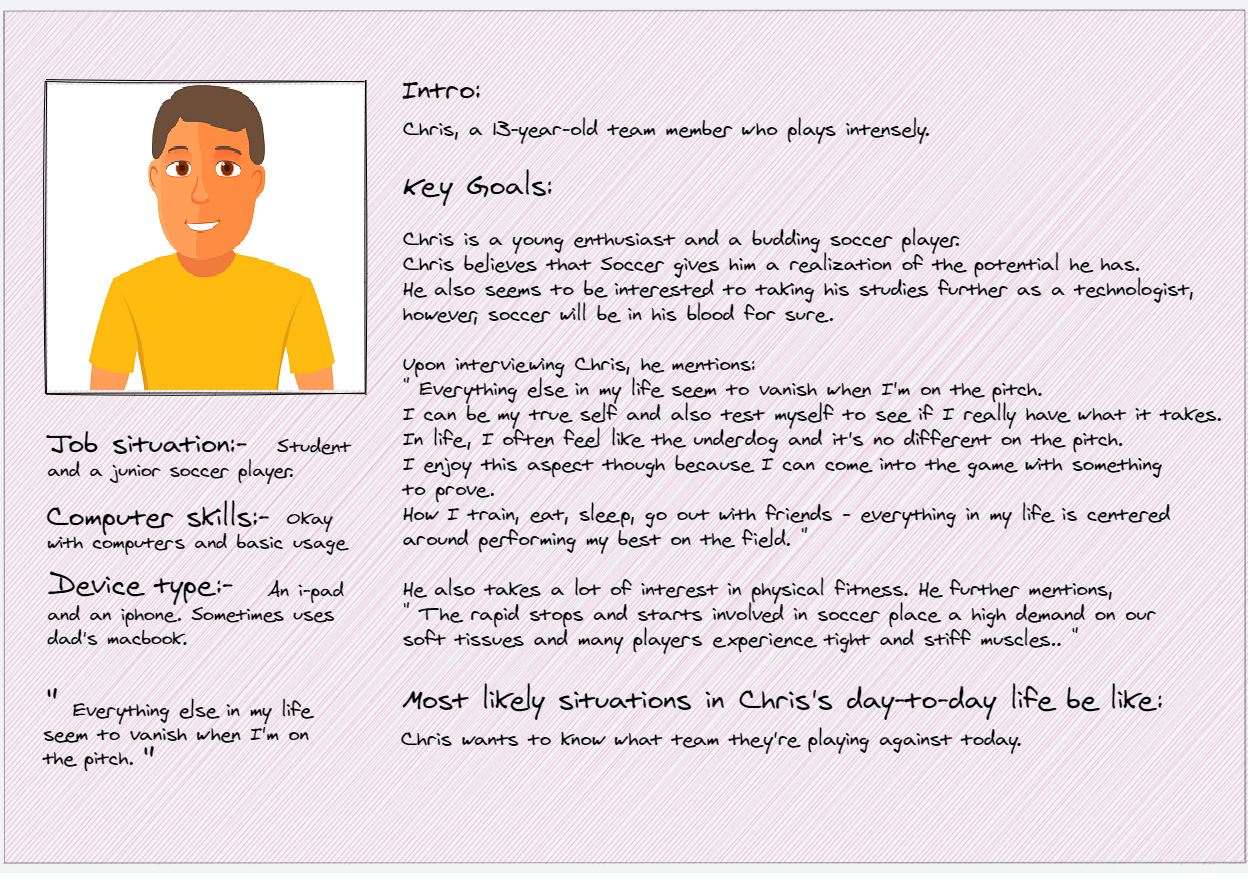 Intro:
Chris, a 13-year-old team member who plays intensely.
Key Goals:
Chris is a young enthusiast and a budding soccer player.
Chris believes that Soccer gives him a realization of the potential he has.
He also seems to be interested to taking his studies further as a technologist,
however, soccer will be in his blood for sure.
Upon interviewing Chris, he mentions:
" Everything else in my life seem to vanish when I'm on the pitch.
I can be my true self and also test myself to see if I really have what it takes.
In life, I often feel like the underdog and it's no different on the pitch.
I enjoy this aspect though because I can come into the game with something
to prove.
How I train, eat, sleep, go out with friends - everything in my life is centered
around performing my best on the field. "
He also takes a lot of interest in physical fitness. He further mentions,
" The rapid stops and starts involved in soccer place a high demand on our
soft tissues and many players experience tight and stiff muscles.. "
Most likely situations in Chris's day-to-day life be like:
Chris wants to know what team they're playing against today.
Job situation:- Student
and a junior soccer player.
Computer skills:- Okay
with computers and basic usage
Device type:- An i-pad
and an iphone. Sometimes uses
dad's macbook.
" Everything else in my life
seem to vanish when I'm on
the pitch. "